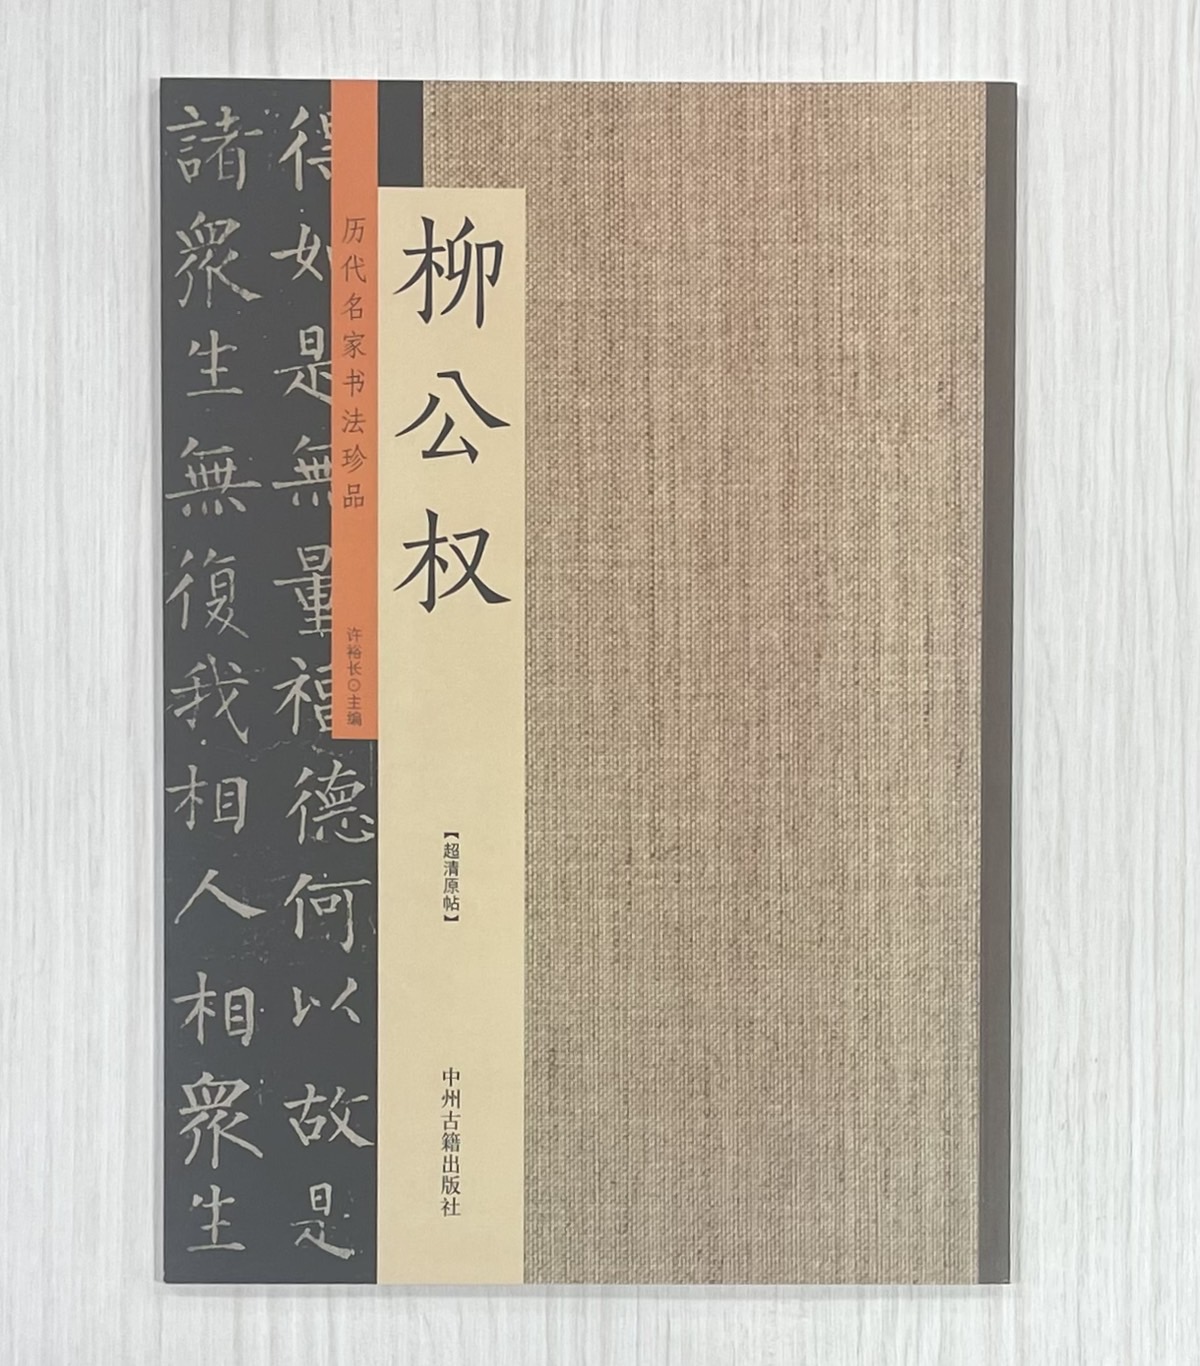 柳公权
【超清原帖】
中州古籍出版社
历代名家书法珍品
许裕长⊙主编
得如是無量福德何以故是
諸衆生無復我相人相衆生